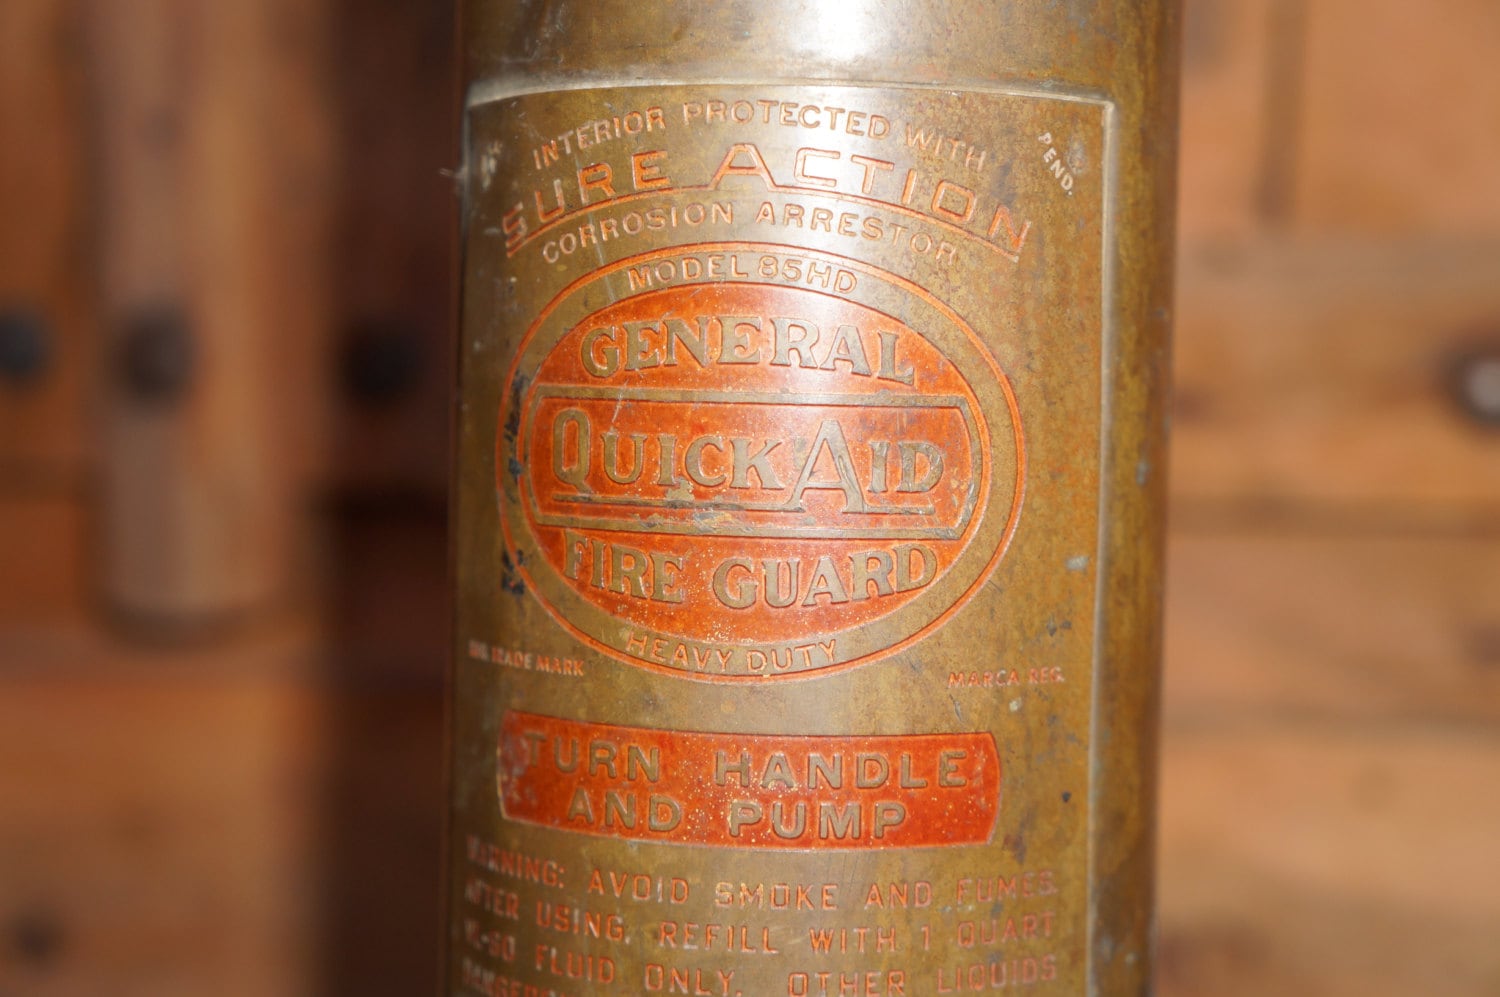 INTERIOR PROTECTED WITH
PEND.
SURE ACTION
CORROSION ARRESTOR
MODEL 85HD
GENERAL
QUICK AID
FIRE GUARD
HEAVY DUTY
TRADE MARK
MARCA REG.
TURN HANDLE
AND PUMP
WARNING: AVOID SMOKE AND FUMES.
AFTER USING, REFILL WITH 1 QUART
FLUID ONLY. OTHER LIQUIDS